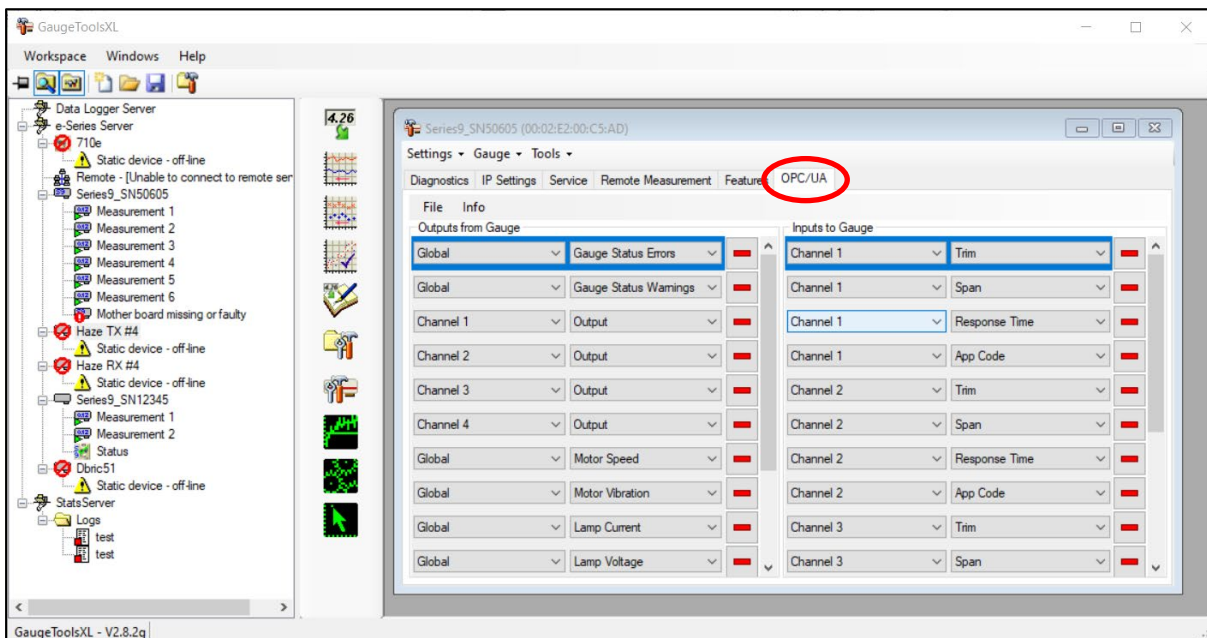 GaugeToolsXL
Workspace Windows Help
Data Logger Server
e-Series Server
710e
Static device - off-line
Remote - [Unable to connect to remote ser
Series9_SN50605
Measurement 1
Measurement 2
Measurement 3
Measurement 4
Measurement 5
Measurement 6
Mother board missing or faulty
Haze TX #4
Static device - off-line
Haze RX #4
Static device - off-line
Series9_SN12345
Measurement 1
Measurement 2
Status
Dbric51
Static device - off-line
StatsServer
Logs
test
test
4.26
Series9_SN50605 (00:02:E2:00:C5:AD)
Settings Gauge Tools
Diagnostics IP Settings Service Remote Measurement Features OPC/UA
File Info
Outputs from Gauge Inputs to Gauge
Global Gauge Status Errors Channel 1 Trim
Global Gauge Status Warnings Channel 1 Span
Channel 1 Output Channel 1 Response Time
Channel 2 Output Channel 1 App Code
Channel 3 Output Channel 2 Trim
Channel 4 Output Channel 2 Span
Global Motor Speed Channel 2 Response Time
Global Motor Vibration Channel 2 App Code
Global Lamp Current Channel 3 Trim
Global Lamp Voltage Channel 3 Span
GaugeToolsXL - V2.8.2g